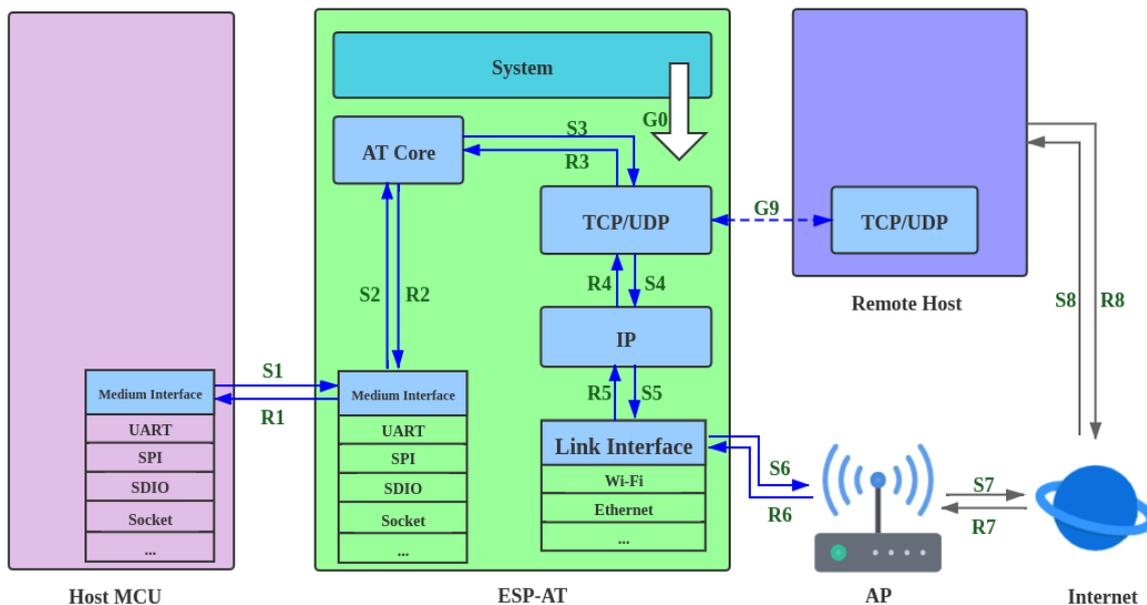 System
G0
AT Core
S3
R3
TCP/UDP
G9
TCP/UDP
S2
R2
R4
S4
Remote Host
S8
R8
IP
S1
R1
Medium Interface
UART
SPI
SDIO
Socket
...
Medium Interface
UART
SPI
SDIO
Socket
...
R5
S5
Link Interface
Wi-Fi
Ethernet
...
S6
R6
S7
R7
Host MCU
ESP-AT
AP
Internet